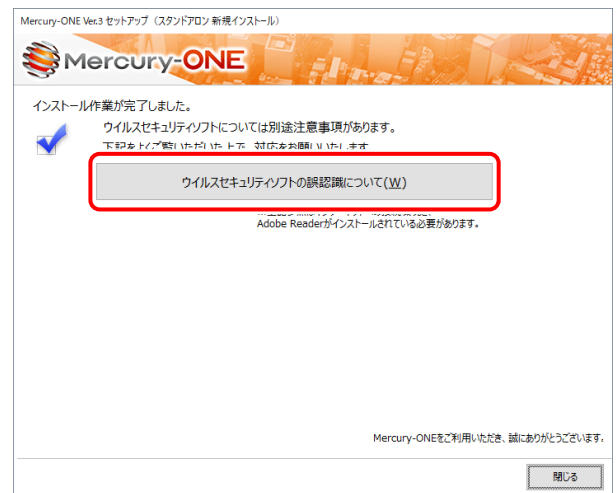 Mercury-ONE Ver.3 セットアップ（スタンドアロン 新規インストール）
Mercury-ONE
インストール作業が完了しました。
ウイルスセキュリティソフトについては別途注意事項があります。
下記をよくご覧いただいた上で、対応をお願いいたします
ウイルスセキュリティソフトの誤認識について(W)
Adobe Readerがインストールされている必要があります。
Mercury-ONEをご利用いただき、誠にありがとうございます。
閉じる